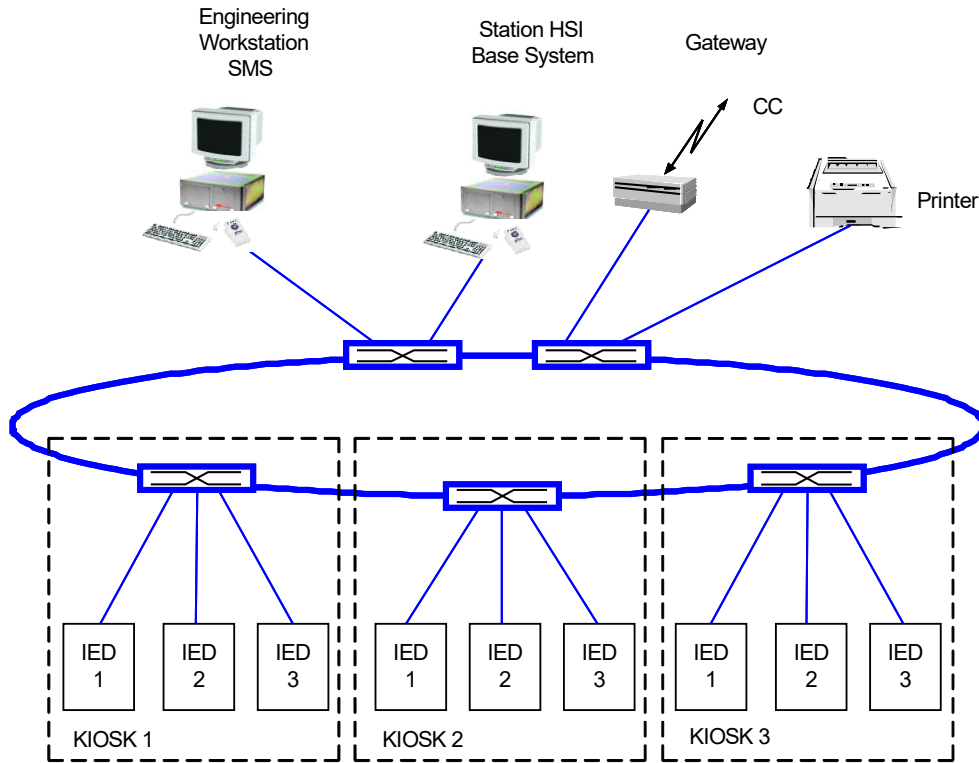 Engineering
Workstation
SMS
Station HSI
Base System
Gateway
CC
Printer
IED
1
IED
2
IED
3
KIOSK 1
IED
1
IED
2
IED
3
KIOSK 2
IED
1
IED
2
IED
3
KIOSK 3